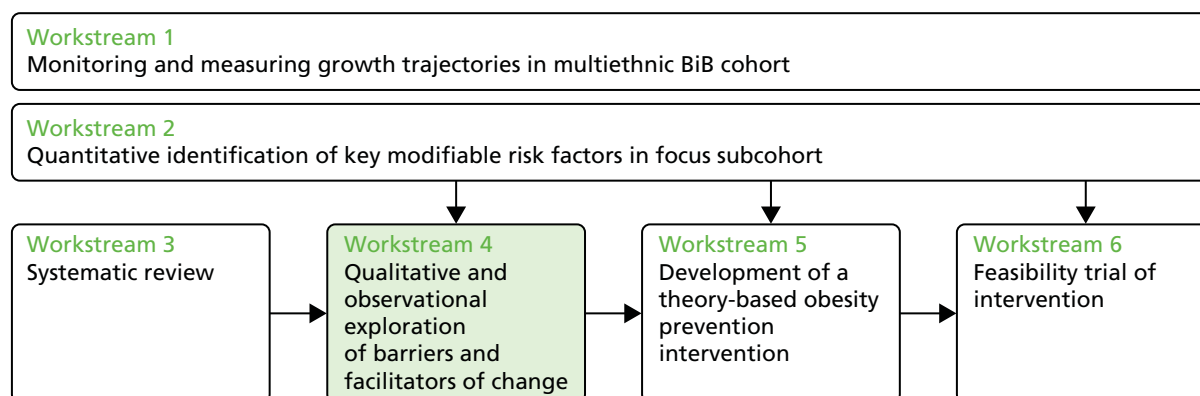 Workstream 1
Monitoring and measuring growth trajectories in multiethnic BiB cohort
Workstream 2
Quantitative identification of key modifiable risk factors in focus subcohort
Workstream 3
Systematic review
Workstream 4
Qualitative and
observational
exploration
of barriers and
facilitators of change
Workstream 5
Development of a
theory-based obesity
prevention
intervention
Workstream 6
Feasibility trial of
intervention